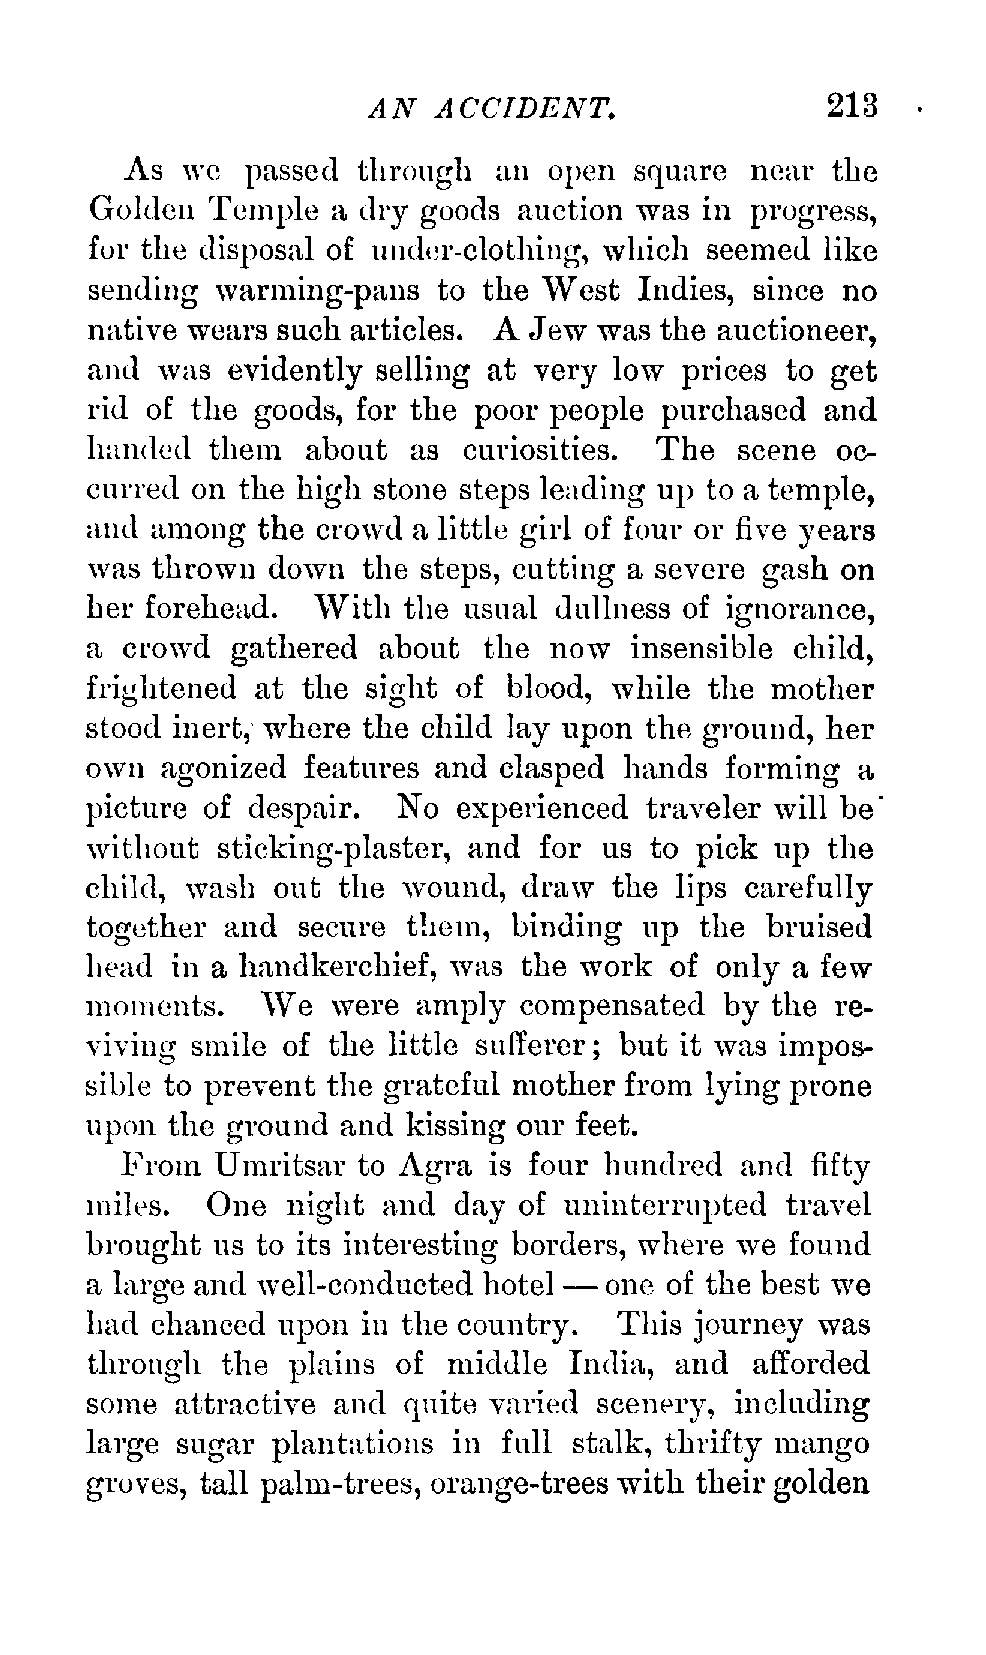 AN ACCIDENT. 213
As we passed through an open square near the
Golden Temple a dry goods auction was in progress,
for the disposal of under-clothing, which seemed like
sending warming-pans to the West Indies, since no
native wears such articles. A Jew was the auctioneer,
and was evidently selling at very low prices to get
rid of the goods, for the poor people purchased and
handed them about as curiosities. The scene oc-
curred on the high stone steps leading up to a temple,
and among the crowd a little girl of four or five years
was thrown down the steps, cutting a severe gash on
her forehead. With the usual dullness of ignorance,
a crowd gathered about the now insensible child,
frightened at the sight of blood, while the mother
stood inert, where the child lay upon the ground, her
own agonized features and clasped hands forming a
picture of despair. No experienced traveler will be
without sticking-plaster, and for us to pick up the
child, wash out the wound, draw the lips carefully
together and secure them, binding up the bruised
head in a handkerchief, was the work of only a few
moments. We were amply compensated by the re-
viving smile of the little sufferer; but it was impos-
sible to prevent the grateful mother from lying prone
upon the ground and kissing our feet.
From Umritsar to Agra is four hundred and fifty
miles. One night and day of uninterrupted travel
brought us to its interesting borders, where we found
a large and well-conducted hotel — one of the best we
had chanced upon in the country. This journey was
through the plains of middle India, and afforded
some attractive and quite varied scenery, including
large sugar plantations in full stalk, thrifty mango
groves, tall palm-trees, orange-trees with their golden